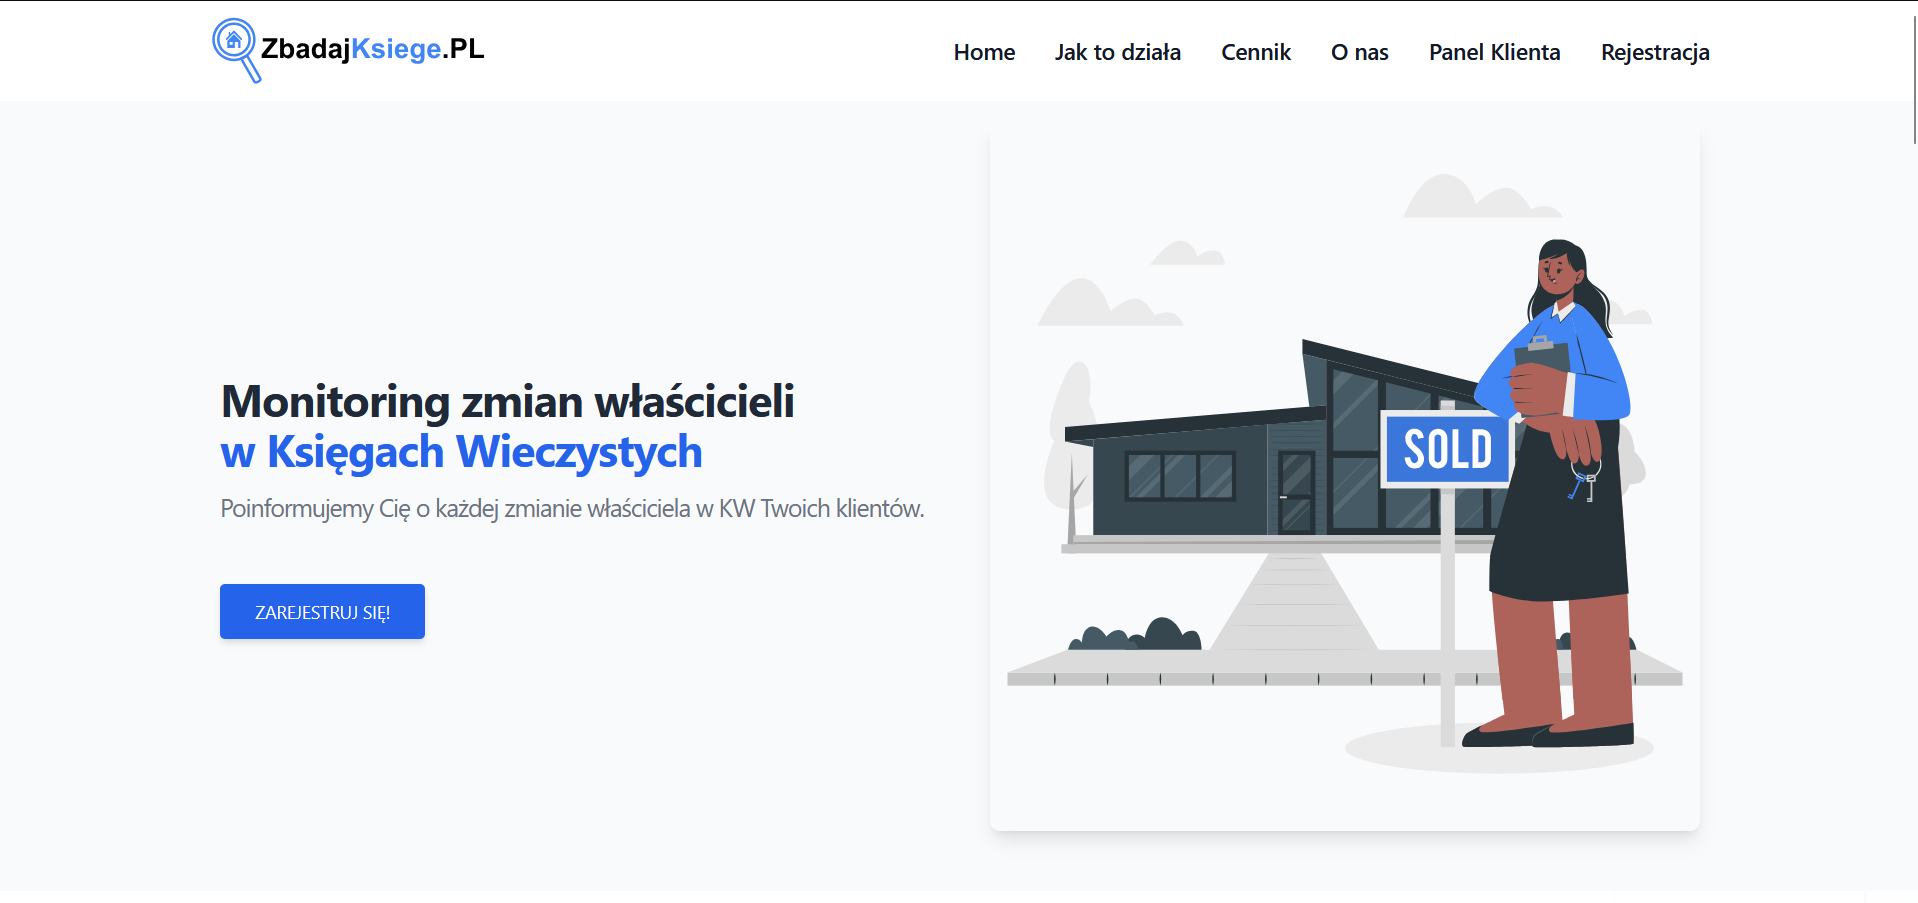 ZbadajKsiege.PL
Home Jak to działa Cennik O nas Panel Klienta Rejestracja
Monitoring zmian właścicieli
w Księgach Wieczystych
Poinformujemy Cię o każdej zmianie właściciela w KW Twoich klientów.
ZAREJESTRUJ SIĘ!
SOLD